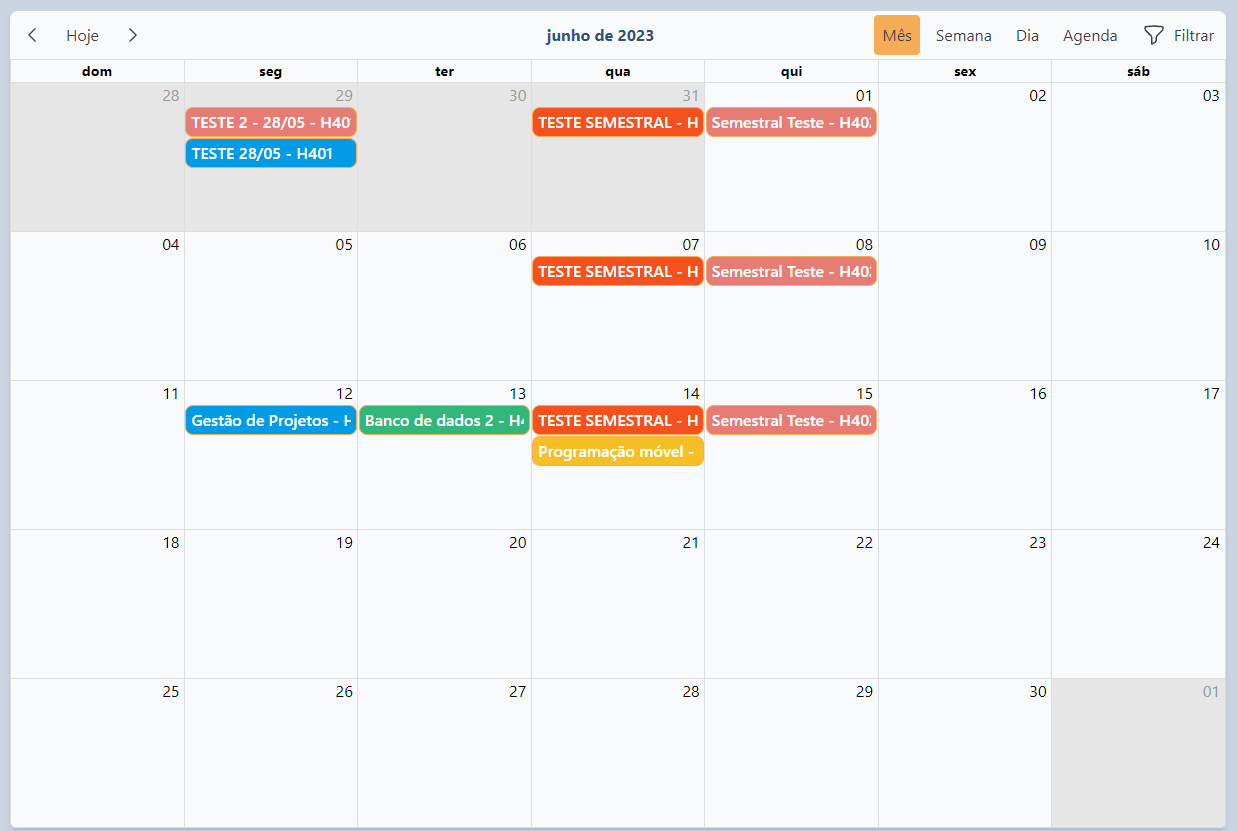 Hoje junho de 2023 Mês Semana Dia Agenda Filtrar
dom seg ter qua qui sex sáb
28 29 30 31 01 02 03
TESTE 2 - 28/05 - H40 TESTE SEMESTRAL - H Semestral Teste - H402
TESTE 28/05 - H401
04 05 06 07 08 09 10
TESTE SEMESTRAL - H Semestral Teste - H402
11 12 13 14 15 16 17
Gestão de Projetos - H Banco de dados 2 - H4 TESTE SEMESTRAL - H Semestral Teste - H402
Programação móvel -
18 19 20 21 22 23 24
25 26 27 28 29 30 01